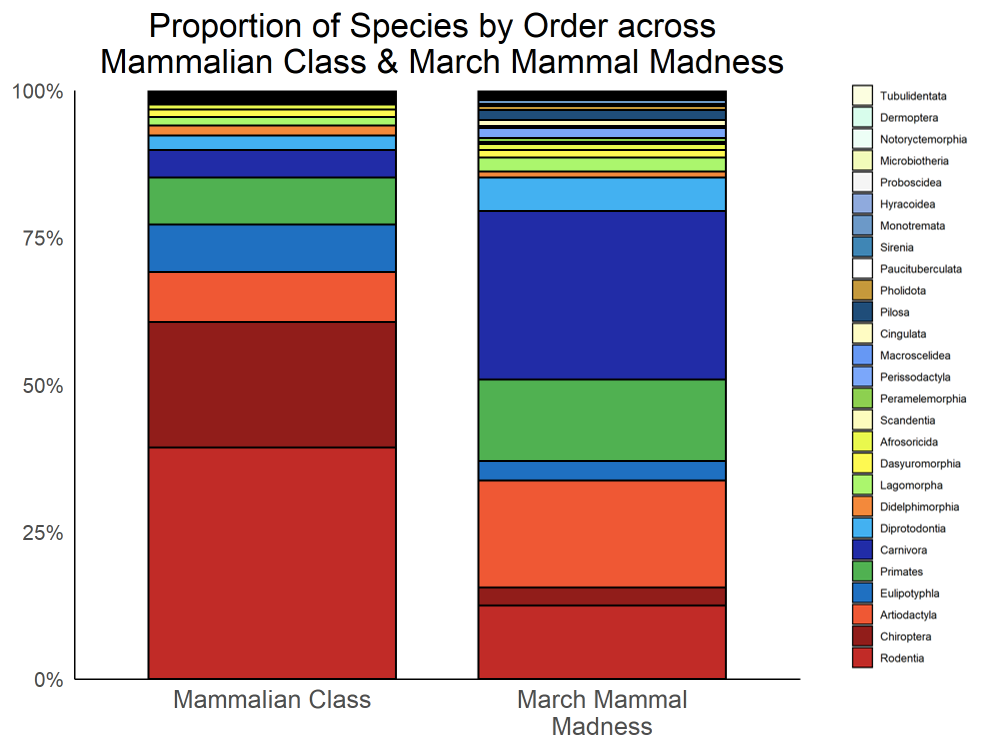 Proportion of Species by Order across
Mammalian Class & March Mammal Madness
100%
75%
50%
25%
0%
Mammalian Class
March Mammal
Madness
Tubulidentata
Dermoptera
Notoryctemorphia
Microbiotheria
Proboscidea
Hyracoidea
Monotremata
Sirenia
Paucituberculata
Pholidota
Pilosa
Cingulata
Macroscelidea
Perissodactyla
Peramelemorphia
Scandentia
Afrosoricida
Dasyuromorphia
Lagomorpha
Didelphimorphia
Diprotodontia
Carnivora
Primates
Eulipotyphla
Artiodactyla
Chiroptera
Rodentia